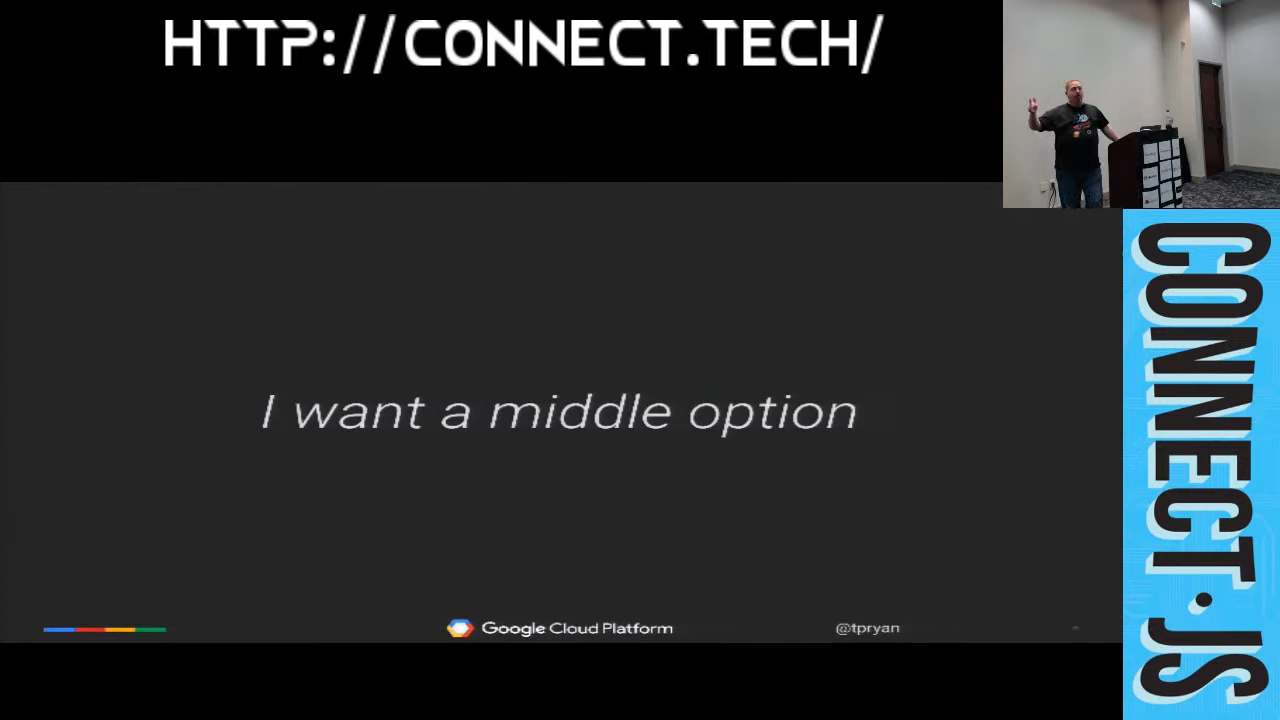 HTTP://CONNECT.TECH/
I want a middle option
Google Cloud Platform
@tpryan
CONNECT·JS